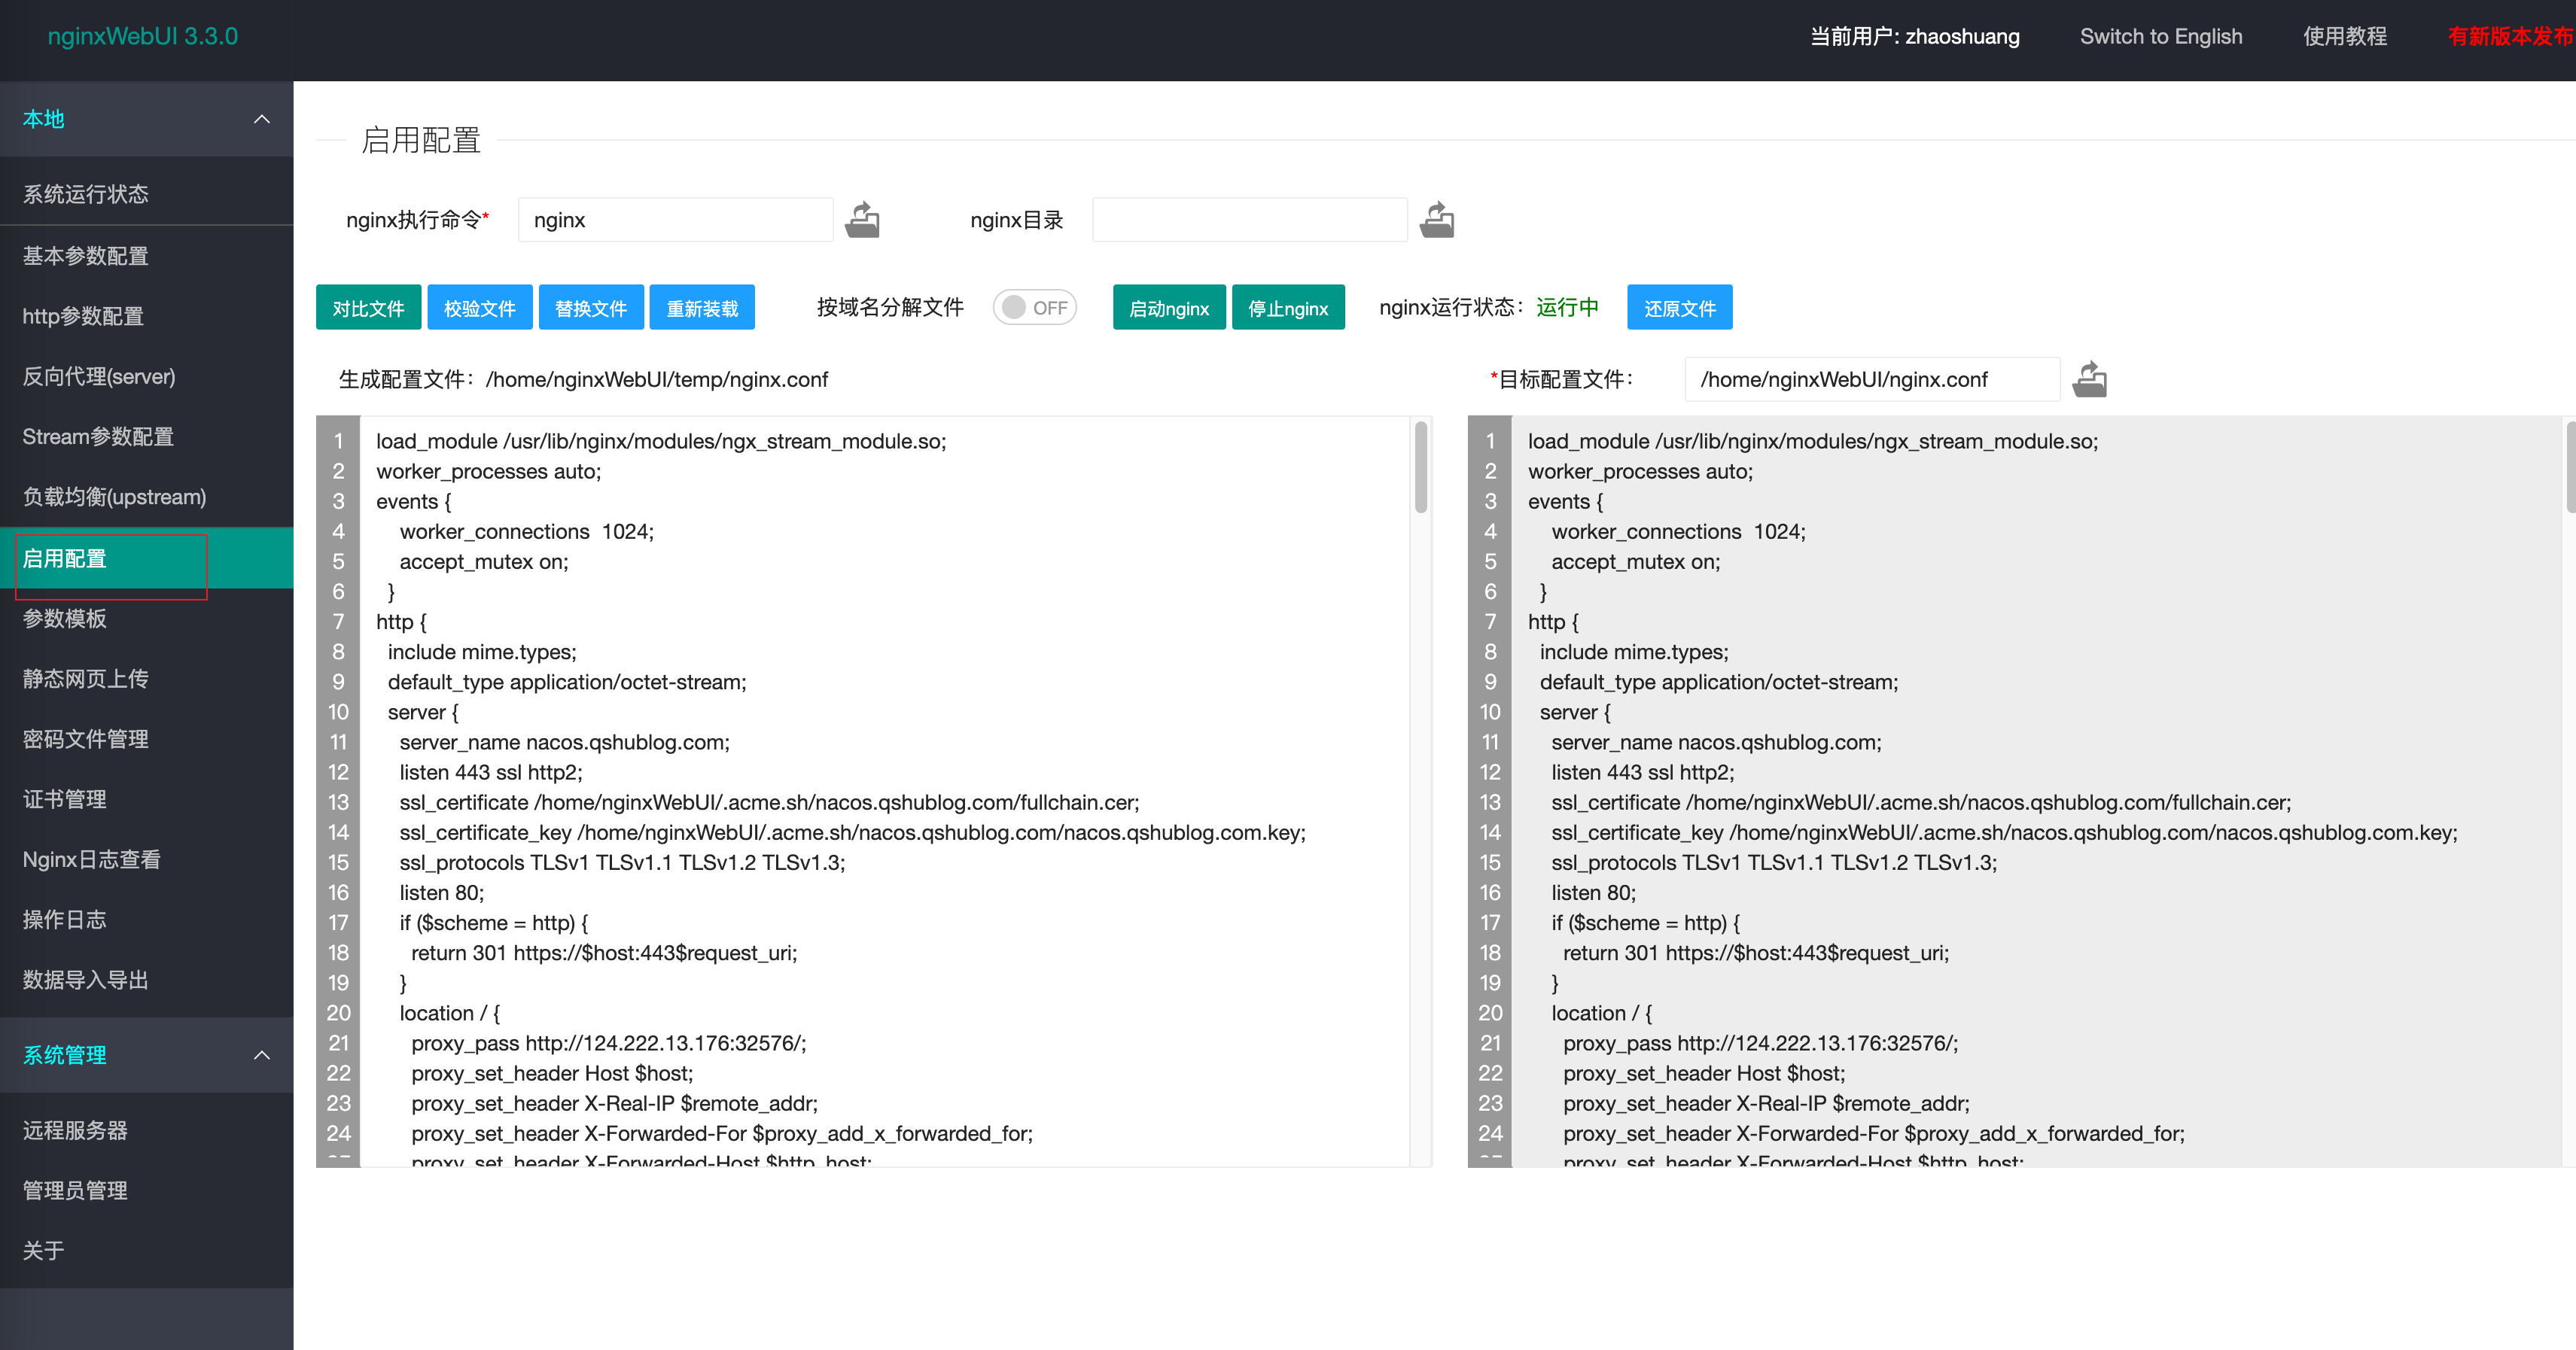 nginxWebUI 3.3.0
当前用户: zhaoshuang
Switch to English
使用教程
有新版本发布
本地
系统运行状态
基本参数配置
http参数配置
反向代理(server)
Stream参数配置
负载均衡(upstream)
启用配置
参数模板
静态网页上传
密码文件管理
证书管理
Nginx日志查看
操作日志
数据导入导出
系统管理
远程服务器
管理员管理
关于
启用配置
nginx执行命令*
nginx
nginx目录
对比文件
校验文件
替换文件
重新装载
按域名分解文件
OFF
启动nginx
停止nginx
nginx运行状态：运行中
还原文件
生成配置文件：/home/nginxWebUI/temp/nginx.conf
1 load_module /usr/lib/nginx/modules/ngx_stream_module.so;
2 worker_processes auto;
3 events {
4 worker_connections  1024;
5 accept_mutex on;
6 }
7 http {
8 include mime.types;
9 default_type application/octet-stream;
10 server {
11 server_name nacos.qshublog.com;
12 listen 443 ssl http2;
13 ssl_certificate /home/nginxWebUI/.acme.sh/nacos.qshublog.com/fullchain.cer;
14 ssl_certificate_key /home/nginxWebUI/.acme.sh/nacos.qshublog.com/nacos.qshublog.com.key;
15 ssl_protocols TLSv1 TLSv1.1 TLSv1.2 TLSv1.3;
16 listen 80;
17 if ($scheme = http) {
18 return 301 https://$host:443$request_uri;
19 }
20 location / {
21 proxy_pass http://124.222.13.176:32576/;
22 proxy_set_header Host $host;
23 proxy_set_header X-Real-IP $remote_addr;
24 proxy_set_header X-Forwarded-For $proxy_add_x_forwarded_for;
proxy_set_header X-Forwarded-Host $http_host;
*目标配置文件：
/home/nginxWebUI/nginx.conf
1 load_module /usr/lib/nginx/modules/ngx_stream_module.so;
2 worker_processes auto;
3 events {
4 worker_connections  1024;
5 accept_mutex on;
6 }
7 http {
8 include mime.types;
9 default_type application/octet-stream;
10 server {
11 server_name nacos.qshublog.com;
12 listen 443 ssl http2;
13 ssl_certificate /home/nginxWebUI/.acme.sh/nacos.qshublog.com/fullchain.cer;
14 ssl_certificate_key /home/nginxWebUI/.acme.sh/nacos.qshublog.com/nacos.qshublog.com.key;
15 ssl_protocols TLSv1 TLSv1.1 TLSv1.2 TLSv1.3;
16 listen 80;
17 if ($scheme = http) {
18 return 301 https://$host:443$request_uri;
19 }
20 location / {
21 proxy_pass http://124.222.13.176:32576/;
22 proxy_set_header Host $host;
23 proxy_set_header X-Real-IP $remote_addr;
24 proxy_set_header X-Forwarded-For $proxy_add_x_forwarded_for;
proxy_set_header X-Forwarded-Host $http_host;